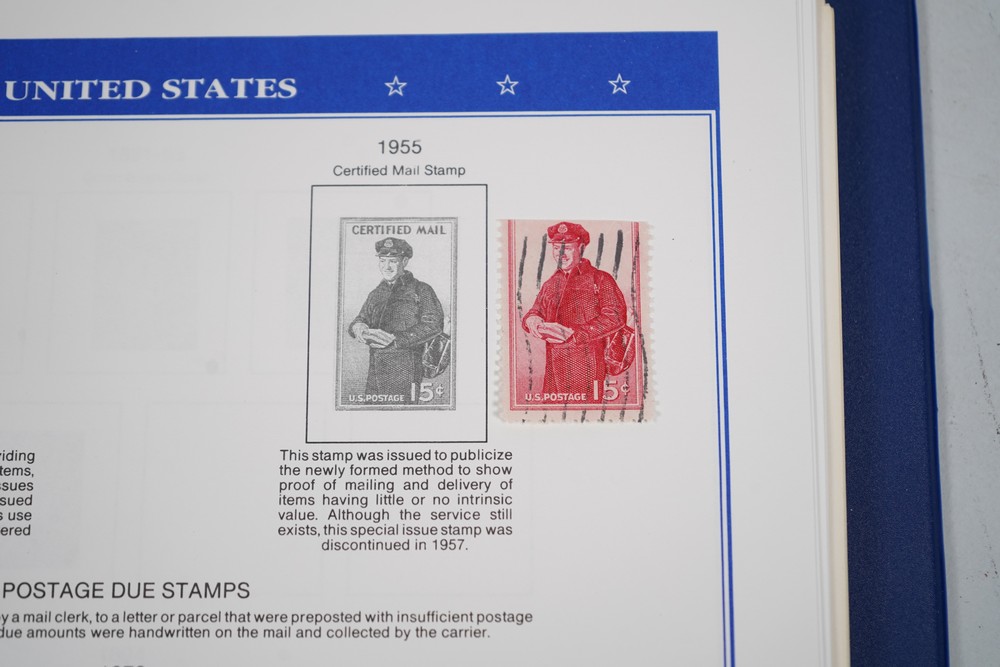 UNITED STATES
1955
Certified Mail Stamp
CERTIFIED MAIL
U.S. POSTAGE 15¢
U.S. POSTAGE 15¢
This stamp was issued to publicize
the newly formed method to show
proof of mailing and delivery of
items having little or no intrinsic
value. Although the service still
exists, this special issue stamp was
discontinued in 1957.
iding
tems,
ssues
sued
s use
ered
POSTAGE DUE STAMPS
y a mail clerk, to a letter or parcel that were preposted with insufficient postage
due amounts were handwritten on the mail and collected by the carrier.